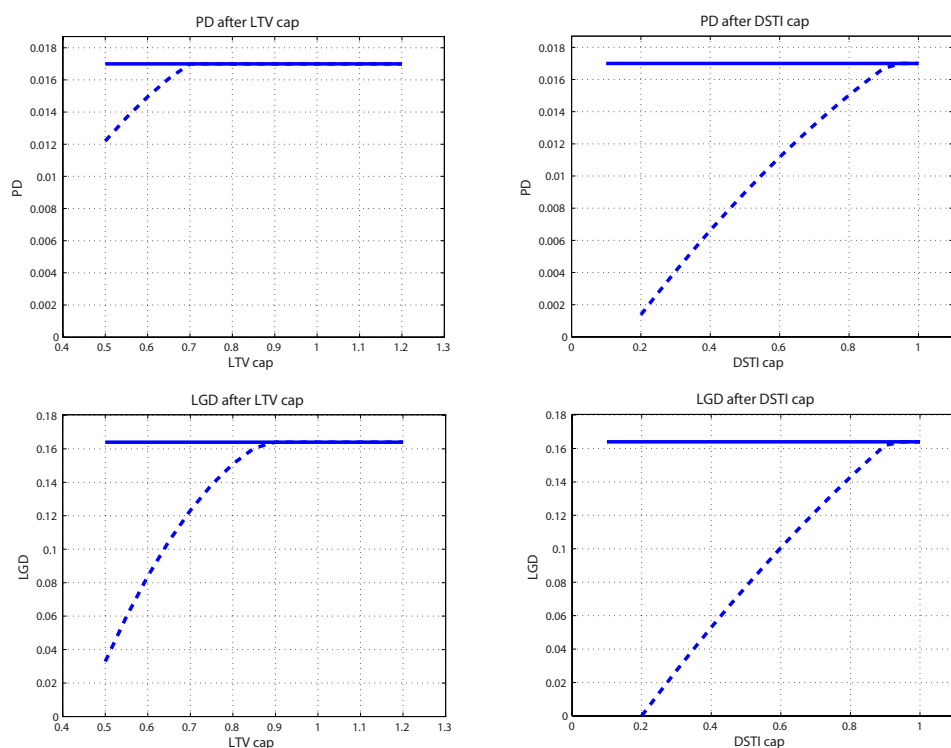 PD after LTV cap
0.018
0.016
0.014
0.012
0.01
0.008
0.006
0.004
0.002
0
PD
0.4 0.5 0.6 0.7 0.8 0.9 1 1.1 1.2 1.3
LTV cap
PD after DSTI cap
0.018
0.016
0.014
0.012
0.01
0.008
0.006
0.004
0.002
0
PD
0 0.2 0.4 0.6 0.8 1
DSTI cap
LGD after LTV cap
0.18
0.16
0.14
0.12
0.1
0.08
0.06
0.04
0.02
0
LGD
0.4 0.5 0.6 0.7 0.8 0.9 1 1.1 1.2 1.3
LTV cap
LGD after DSTI cap
0.18
0.16
0.14
0.12
0.1
0.08
0.06
0.04
0.02
0
LGD
0 0.2 0.4 0.6 0.8 1
DSTI cap